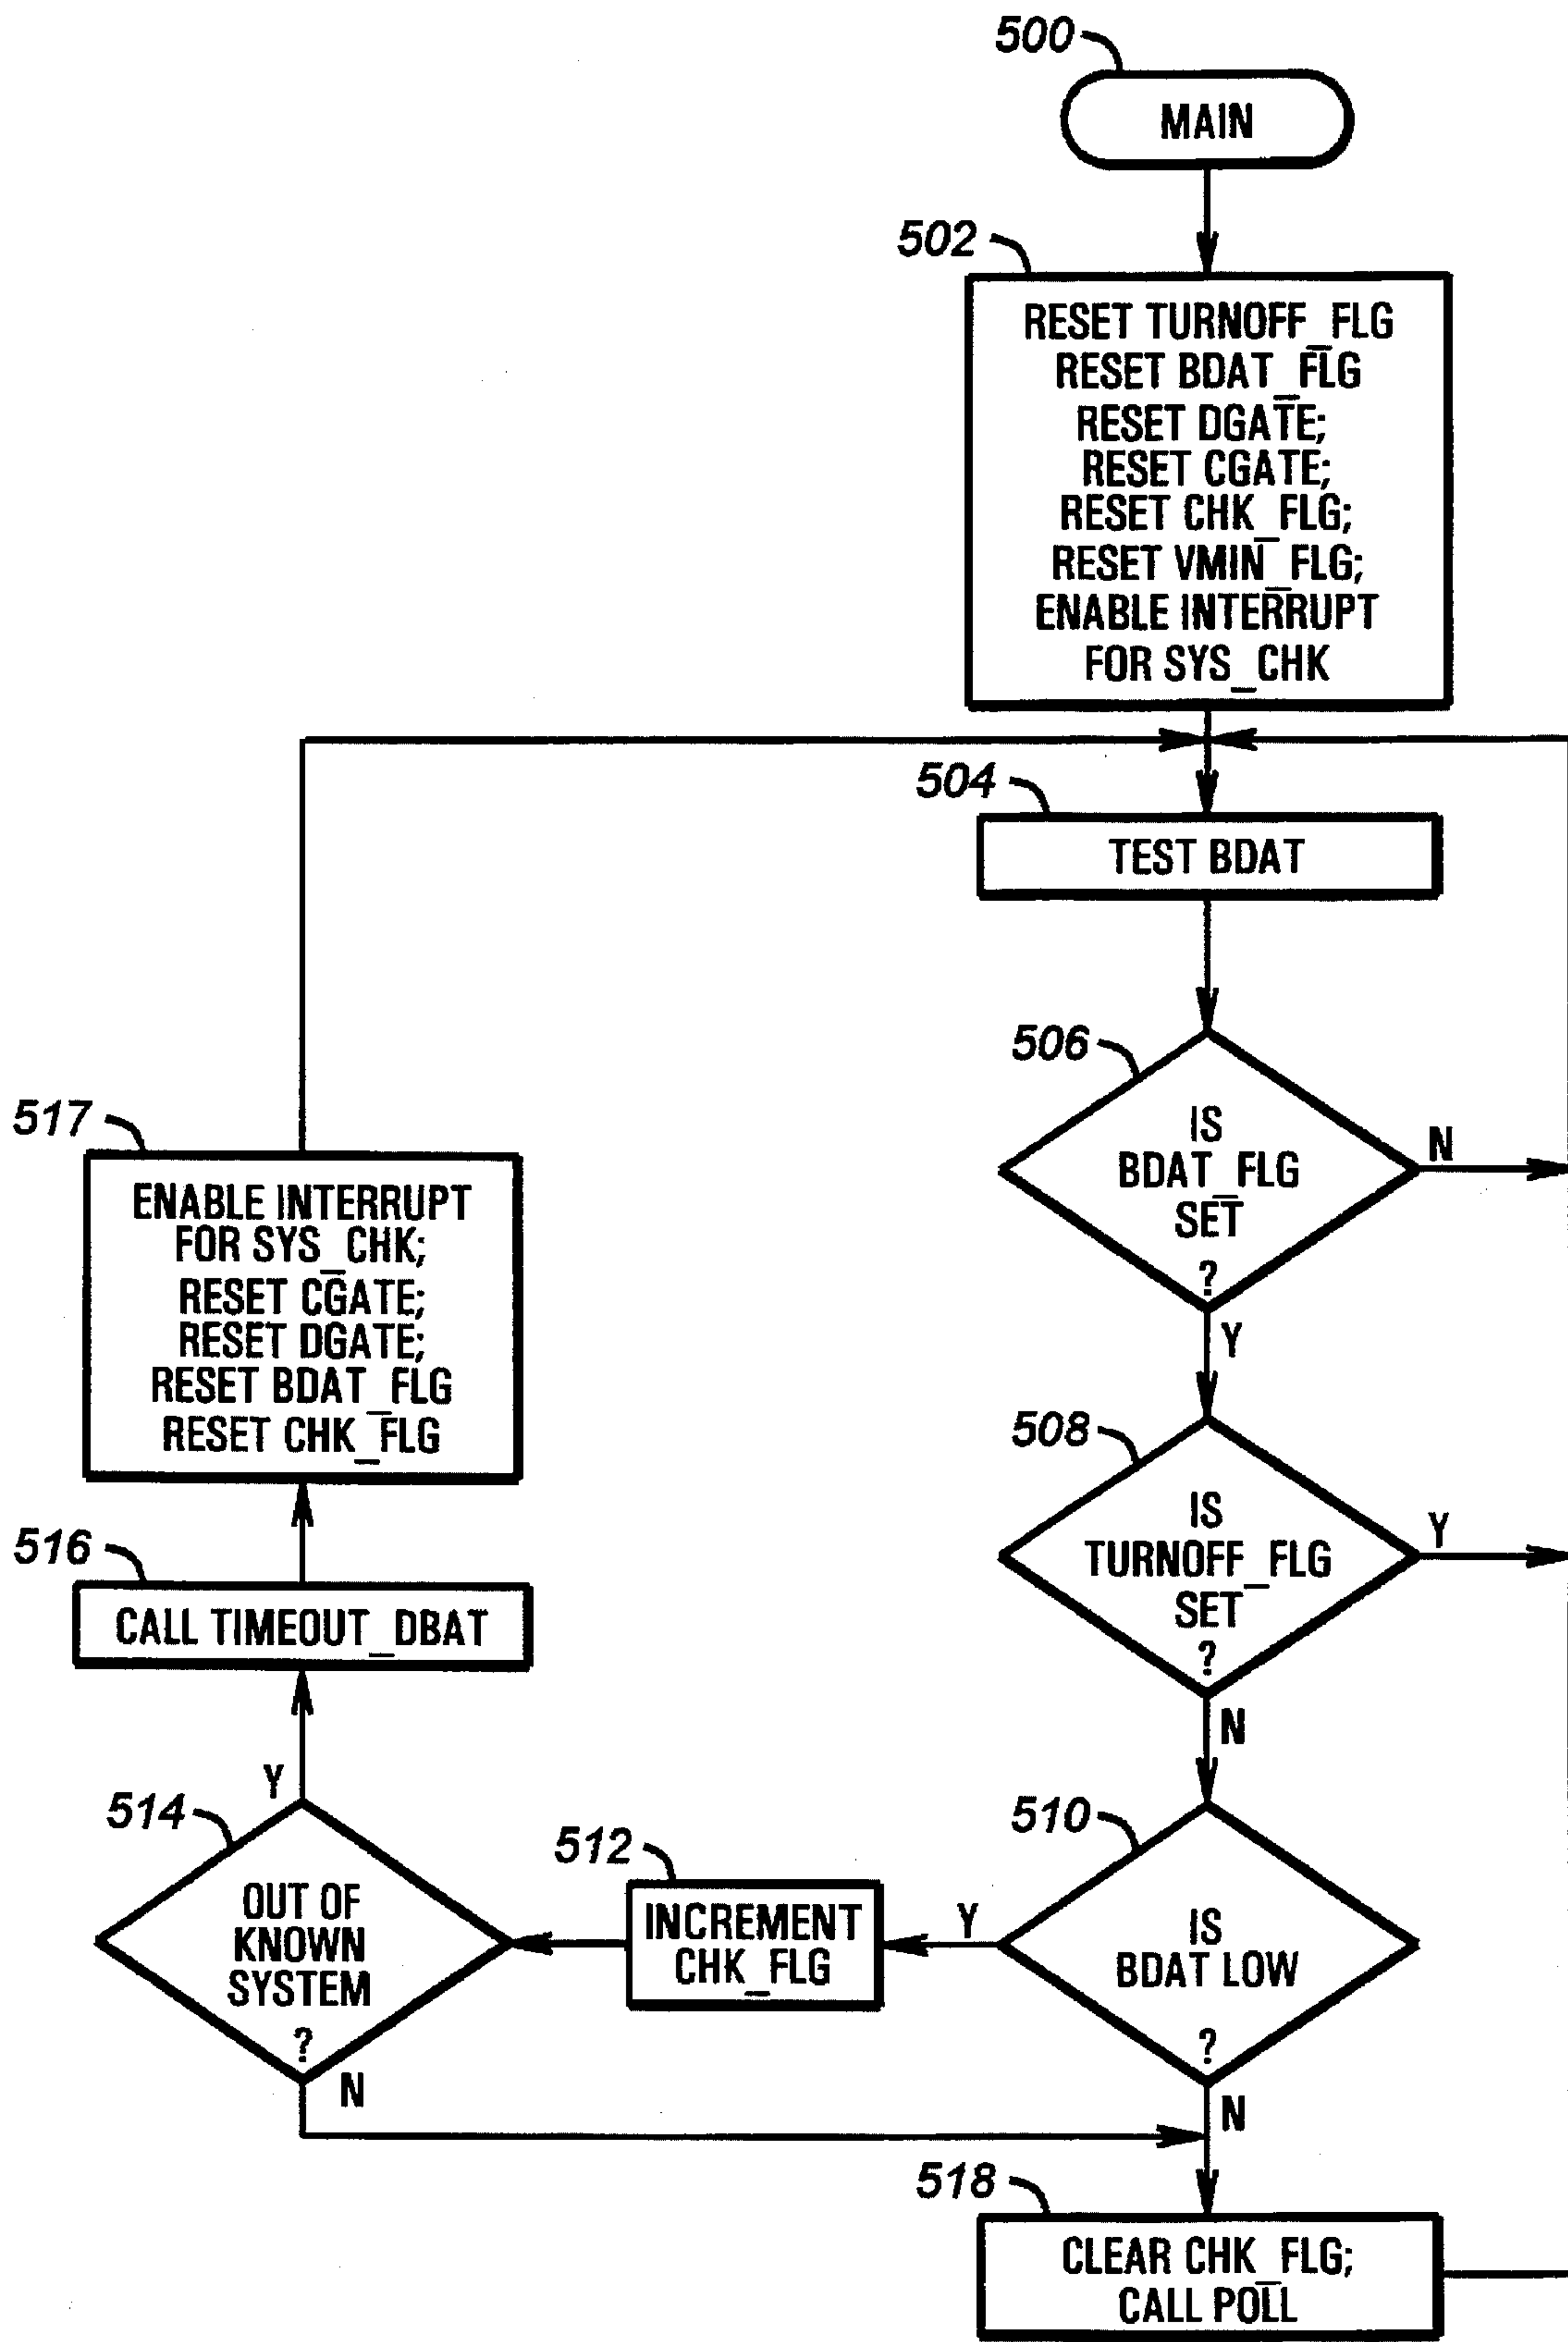 500
MAIN
502
RESET TURNOFF_FLG
RESET BDAT_FLG
RESET DGATE;
RESET CGATE;
RESET CHK_FLG;
RESET VMIN_FLG;
ENABLE INTERRUPT
FOR SYS_CHK
504
TEST BDAT
506
IS
BDAT_FLG
SET
?
N
Y
508
IS
TURNOFF_FLG
SET
?
Y
N
510
IS
BDAT LOW
?
Y
N
512
INCREMENT
CHK_FLG
514
OUT OF
KNOWN
SYSTEM
?
Y
N
516
CALL TIMEOUT_DBAT
517
ENABLE INTERRUPT
FOR SYS_CHK;
RESET CGATE;
RESET DGATE;
RESET BDAT_FLG
RESET CHK_FLG
518
CLEAR CHK_FLG;
CALL POLL